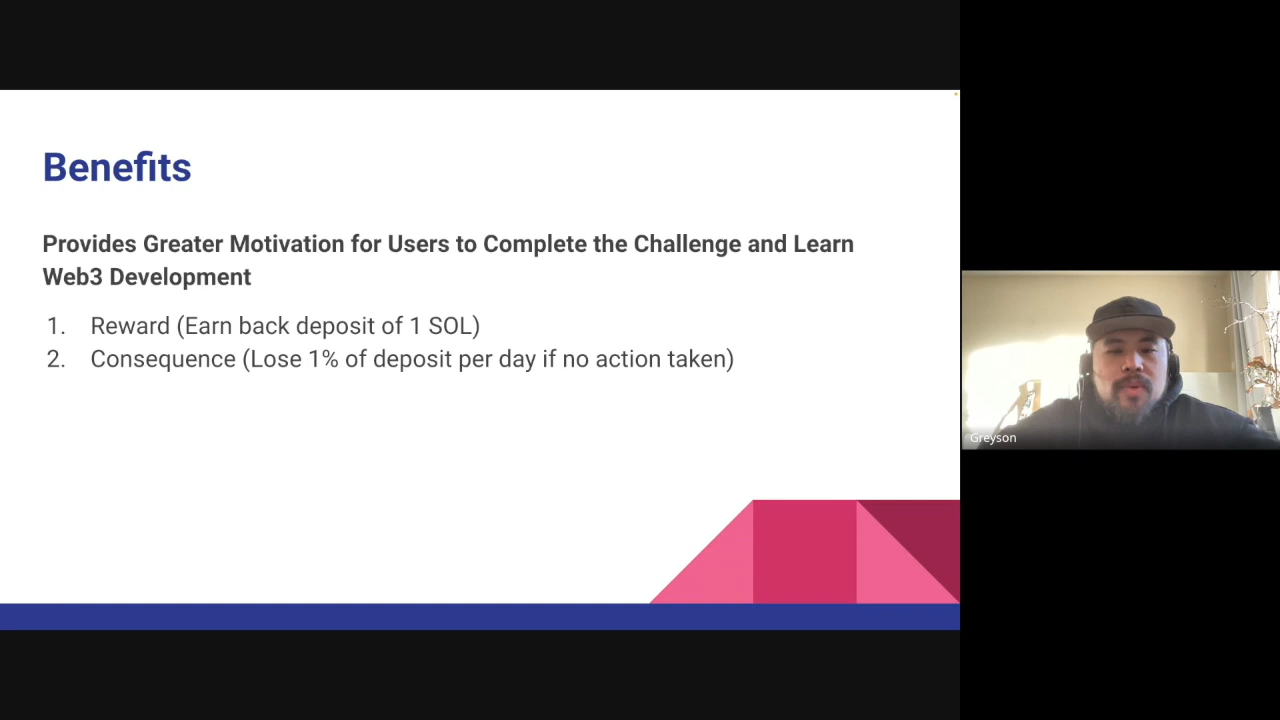 Benefits
Provides Greater Motivation for Users to Complete the Challenge and Learn
Web3 Development
1. Reward (Earn back deposit of 1 SOL)
2. Consequence (Lose 1% of deposit per day if no action taken)
Greyson